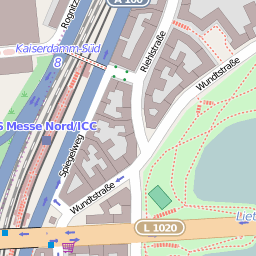 A 100
Rognitz
Kaiserdamm-Süd
8
Riehlstraße
Wundtstraße
S Messe Nord/ICC
Spiegelweg
Wundtstraße
Liet
L 1020